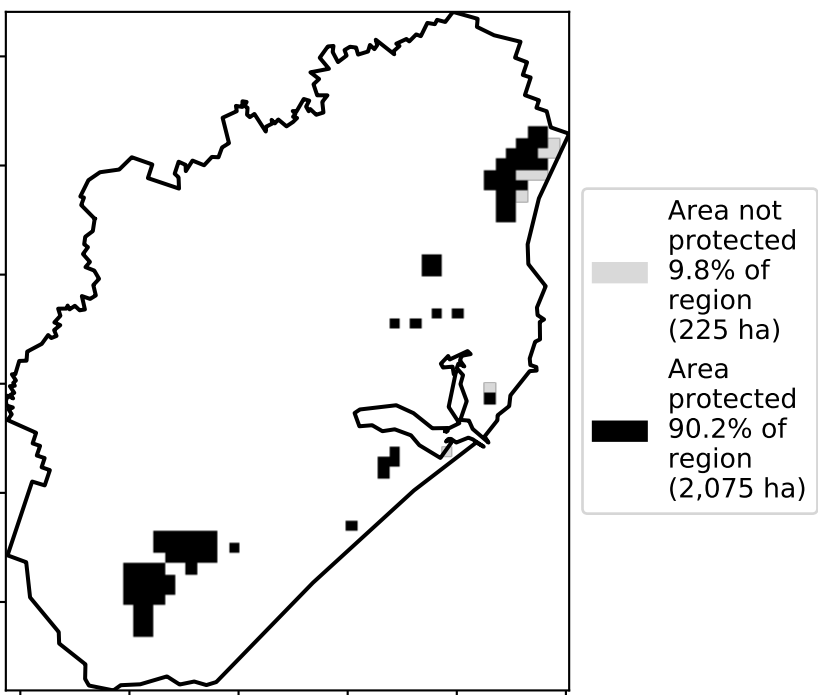 Area not
protected
9.8% of
region
(225 ha)
Area
protected
90.2% of
region
(2,075 ha)